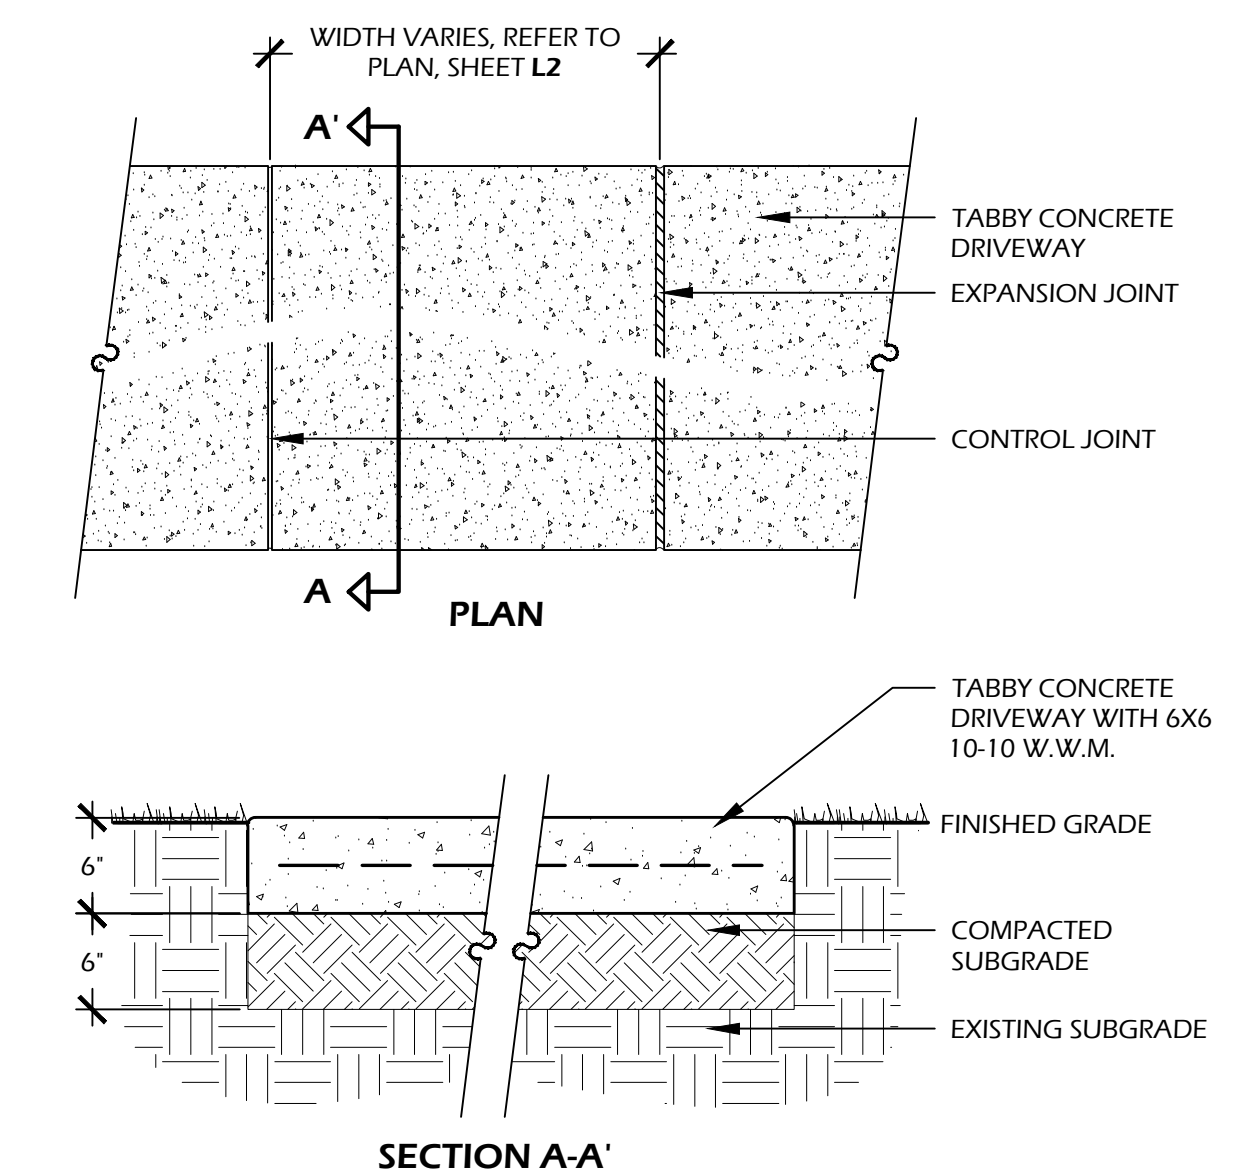 WIDTH VARIES, REFER TO
PLAN, SHEET L2
A'
TABBY CONCRETE
DRIVEWAY
EXPANSION JOINT
CONTROL JOINT
A
PLAN
TABBY CONCRETE
DRIVEWAY WITH 6X6
10-10 W.W.M.
FINISHED GRADE
6"
COMPACTED
SUBGRADE
6"
EXISTING SUBGRADE
SECTION A-A'